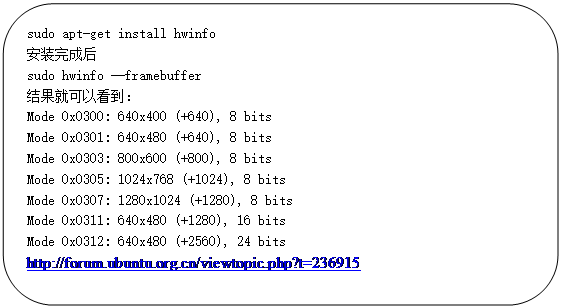 sudo apt-get install hwinfo
安装完成后
sudo hwinfo —framebuffer
结果就可以看到：
Mode 0x0300: 640x400 (+640), 8 bits
Mode 0x0301: 640x480 (+640), 8 bits
Mode 0x0303: 800x600 (+800), 8 bits
Mode 0x0305: 1024x768 (+1024), 8 bits
Mode 0x0307: 1280x1024 (+1280), 8 bits
Mode 0x0311: 640x480 (+1280), 16 bits
Mode 0x0312: 640x480 (+2560), 24 bits
http://forum.ubuntu.org.cn/viewtopic.php?t=236915